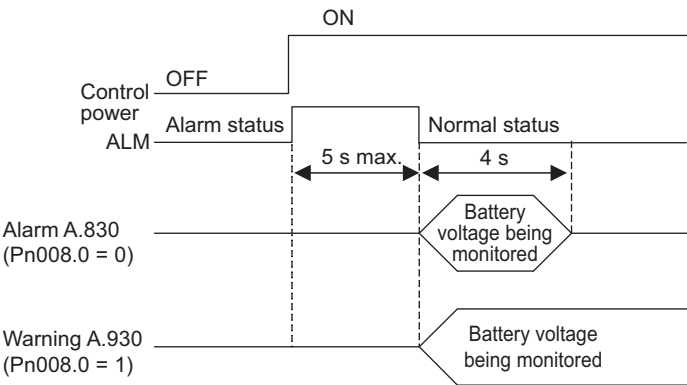 ON
OFF
Control
power
ALM
Alarm status
Normal status
5 s max.
4 s
Alarm A.830
(Pn008.0 = 0)
Battery
voltage being
monitored
Warning A.930
(Pn008.0 = 1)
Battery voltage
being monitored